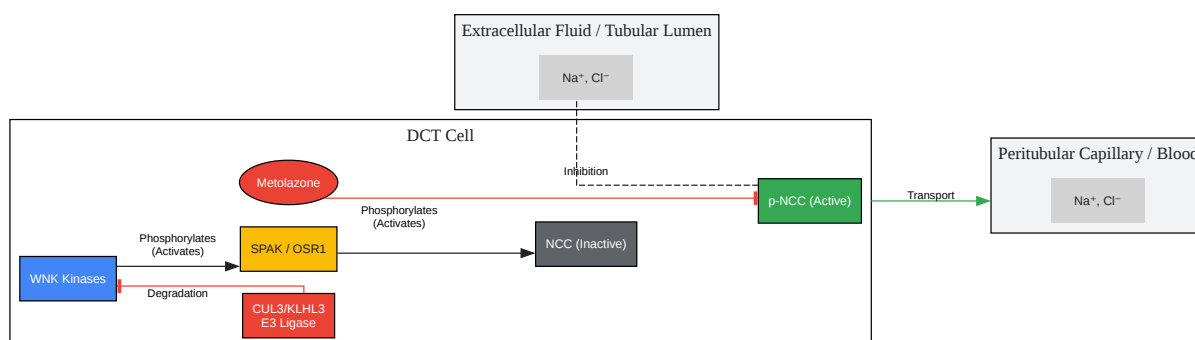 Extracellular Fluid / Tubular Lumen
Na⁺, Cl⁻
DCT Cell
Metolazone
Inhibition
p-NCC (Active)
Transport
Peritubular Capillary / Blood
Na⁺, Cl⁻
Phosphorylates
(Activates)
NCC (Inactive)
Phosphorylates
(Activates)
SPAK / OSR1
WNK Kinases
Degradation
CUL3/KLHL3
E3 Ligase